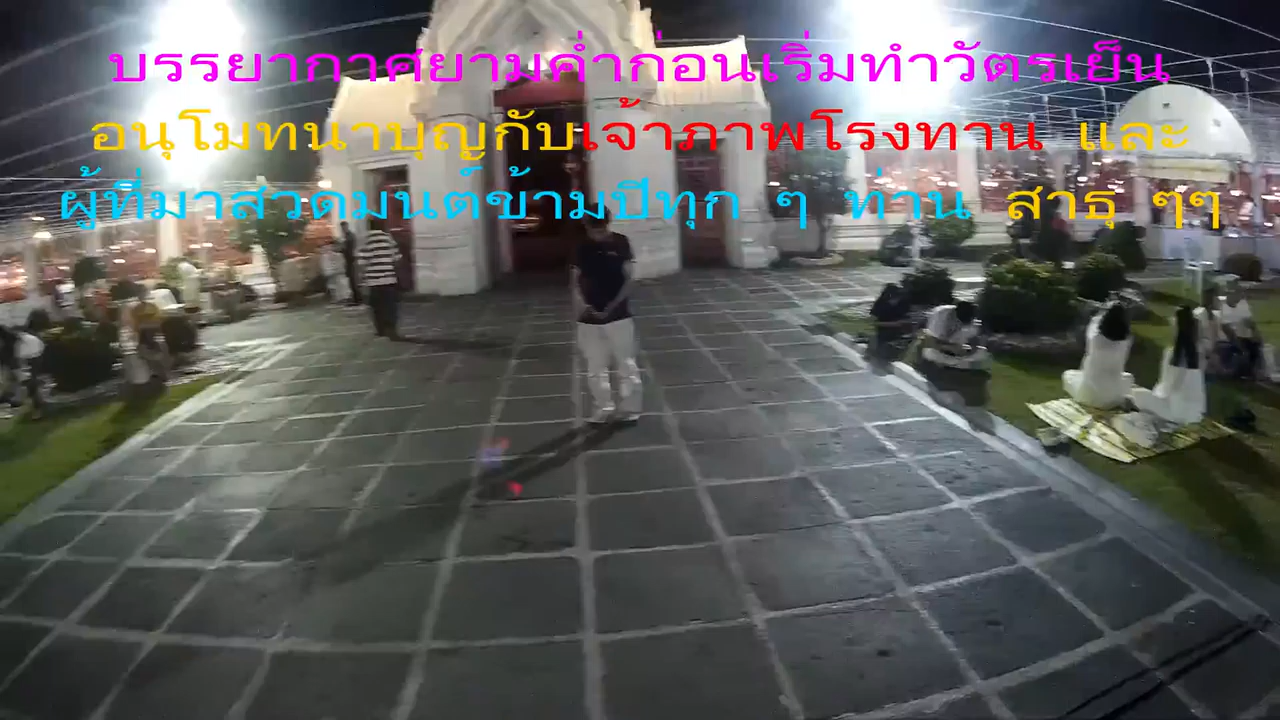 บรรยากาศยามค่ำก่อนเริ่มทำวัตรเย็น
อนุโมทนาบุญกับเจ้าภาพโรงทาน และ
ผู้ที่มาสวดมนต์ข้ามปีทุก ๆ ท่าน สาธุ ๆๆ